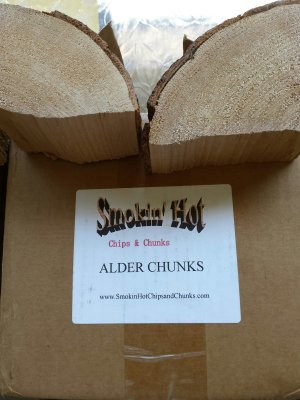 Smokin' Hot
Chips & Chunks
ALDER CHUNKS
www.SmokinHotChipsandChunks.com